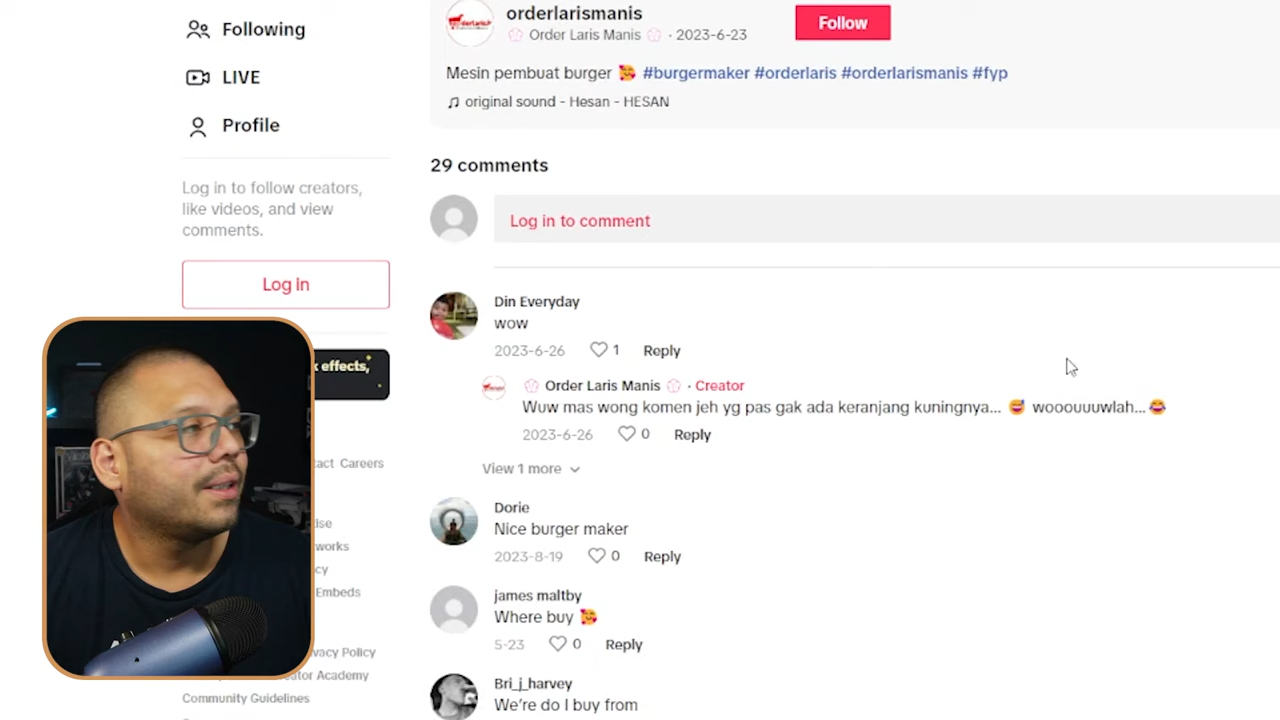 Following
LIVE
Profile
Log in to follow creators,
like videos, and view
comments.
Log in
effects,
Careers
Embeds
Policy
Academy
Community Guidelines
orderlarismanis
Order Laris Manis · 2023-6-23
Follow
Mesin pembuat burger 🥰 #burgermaker #orderlaris #orderlarismanis #fyp
original sound - Hesan - HESAN
29 comments
Log in to comment
Din Everyday
wow
2023-6-26 1 Reply
Order Laris Manis · Creator
Wuw mas wong komen jeh yg pas gak ada keranjang kuningnya... 😅 wooouuuwlah...😂
2023-6-26 0 Reply
View 1 more
Dorie
Nice burger maker
2023-8-19 0 Reply
james maltby
Where buy 🥰
5-23 0 Reply
Bri_j_harvey
We're do I buy from